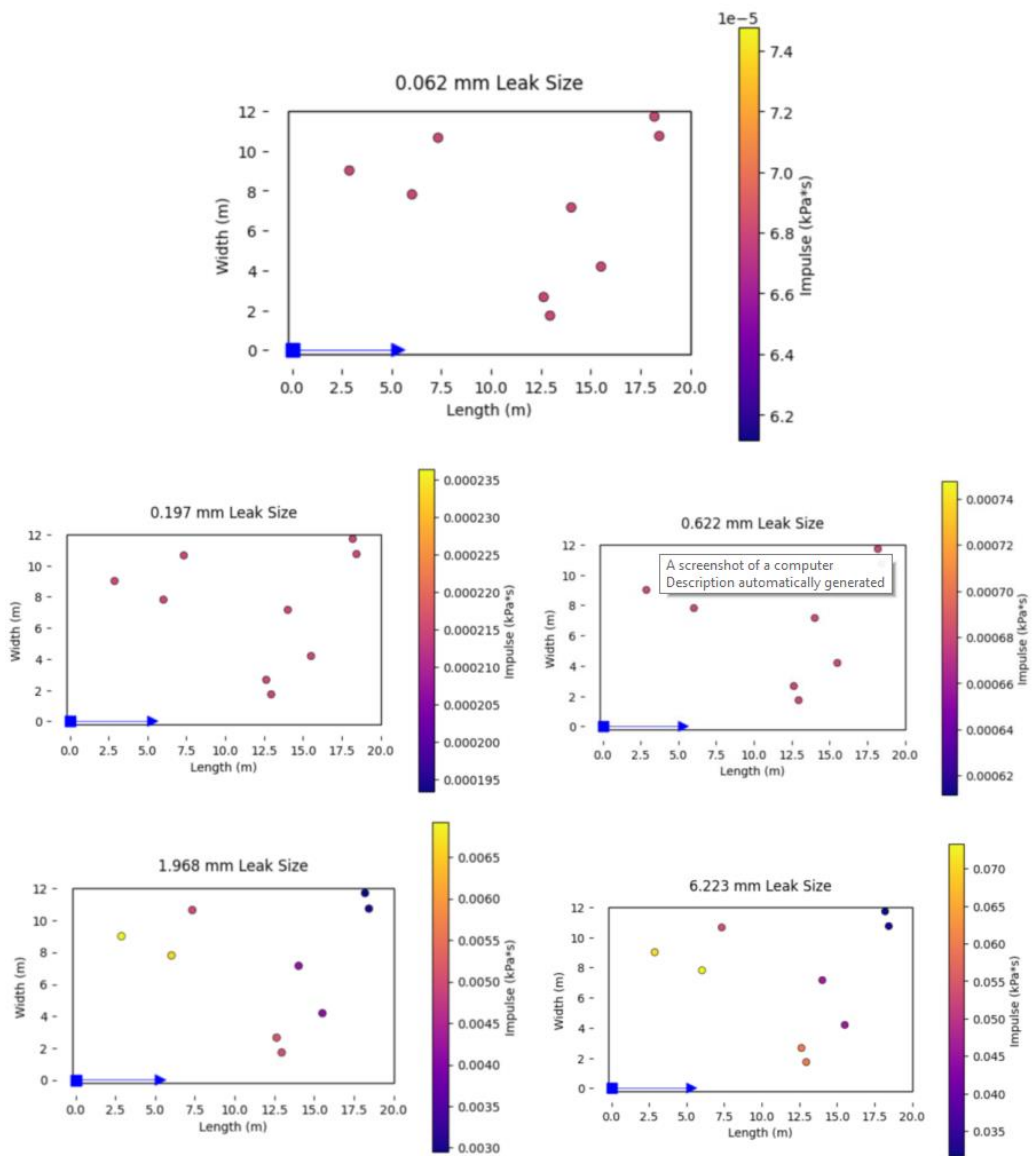 1e−5
0.062 mm Leak Size
12
10
8
6
4
2
0
Width (m)
0.0 2.5 5.0 7.5 10.0 12.5 15.0 17.5 20.0
Length (m)
7.4
7.2
7.0
6.8
6.6
6.4
6.2
Impulse (kPa*s)
0.197 mm Leak Size
12
10
8
6
4
2
0
Width (m)
0.0 2.5 5.0 7.5 10.0 12.5 15.0 17.5 20.0
Length (m)
0.000235
0.000230
0.000225
0.000220
0.000215
0.000210
0.000205
0.000200
0.000195
Impulse (kPa*s)
0.622 mm Leak Size
A screenshot of a computer
Description automatically generated
12
10
8
6
4
2
0
Width (m)
0.0 2.5 5.0 7.5 10.0 12.5 15.0 17.5 20.0
Length (m)
0.00074
0.00072
0.00070
0.00068
0.00066
0.00064
0.00062
Impulse (kPa*s)
1.968 mm Leak Size
12
10
8
6
4
2
0
Width (m)
0.0 2.5 5.0 7.5 10.0 12.5 15.0 17.5 20.0
Length (m)
0.0065
0.0060
0.0055
0.0050
0.0045
0.0040
0.0035
0.0030
Impulse (kPa*s)
6.223 mm Leak Size
12
10
8
6
4
2
0
Width (m)
0.0 2.5 5.0 7.5 10.0 12.5 15.0 17.5 20.0
Length (m)
0.070
0.065
0.060
0.055
0.050
0.045
0.040
0.035
Impulse (kPa*s)